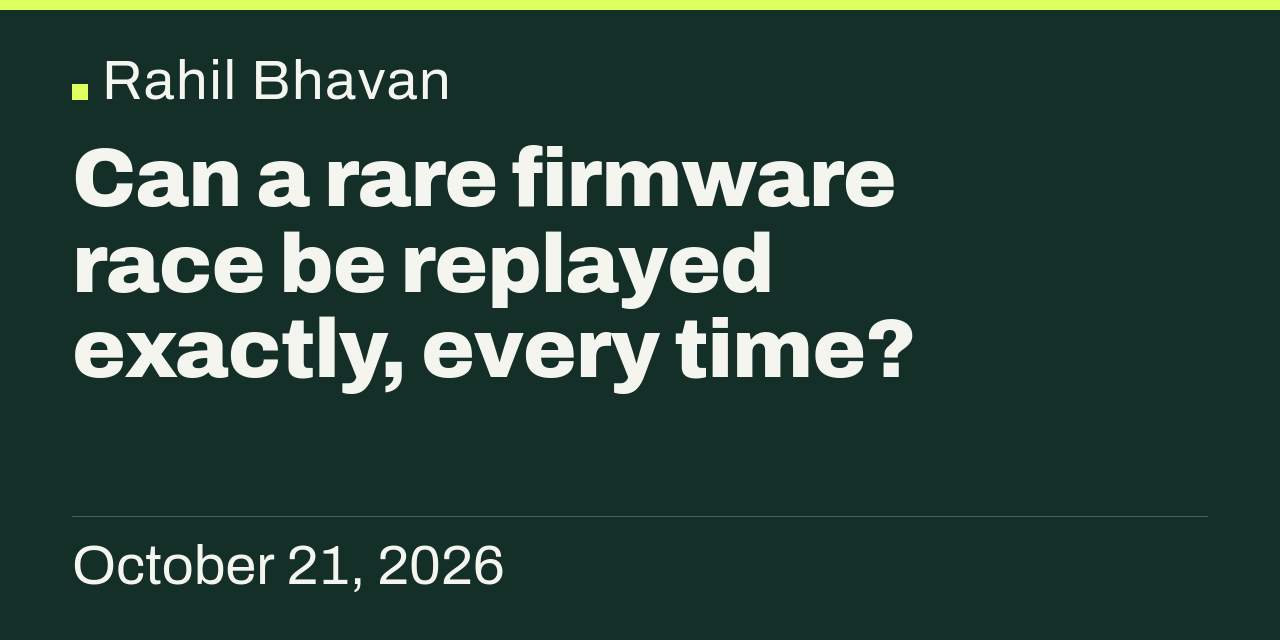 Rahil Bhavan
Can a rare firmware
race be replayed
exactly, every time?
October 21, 2026